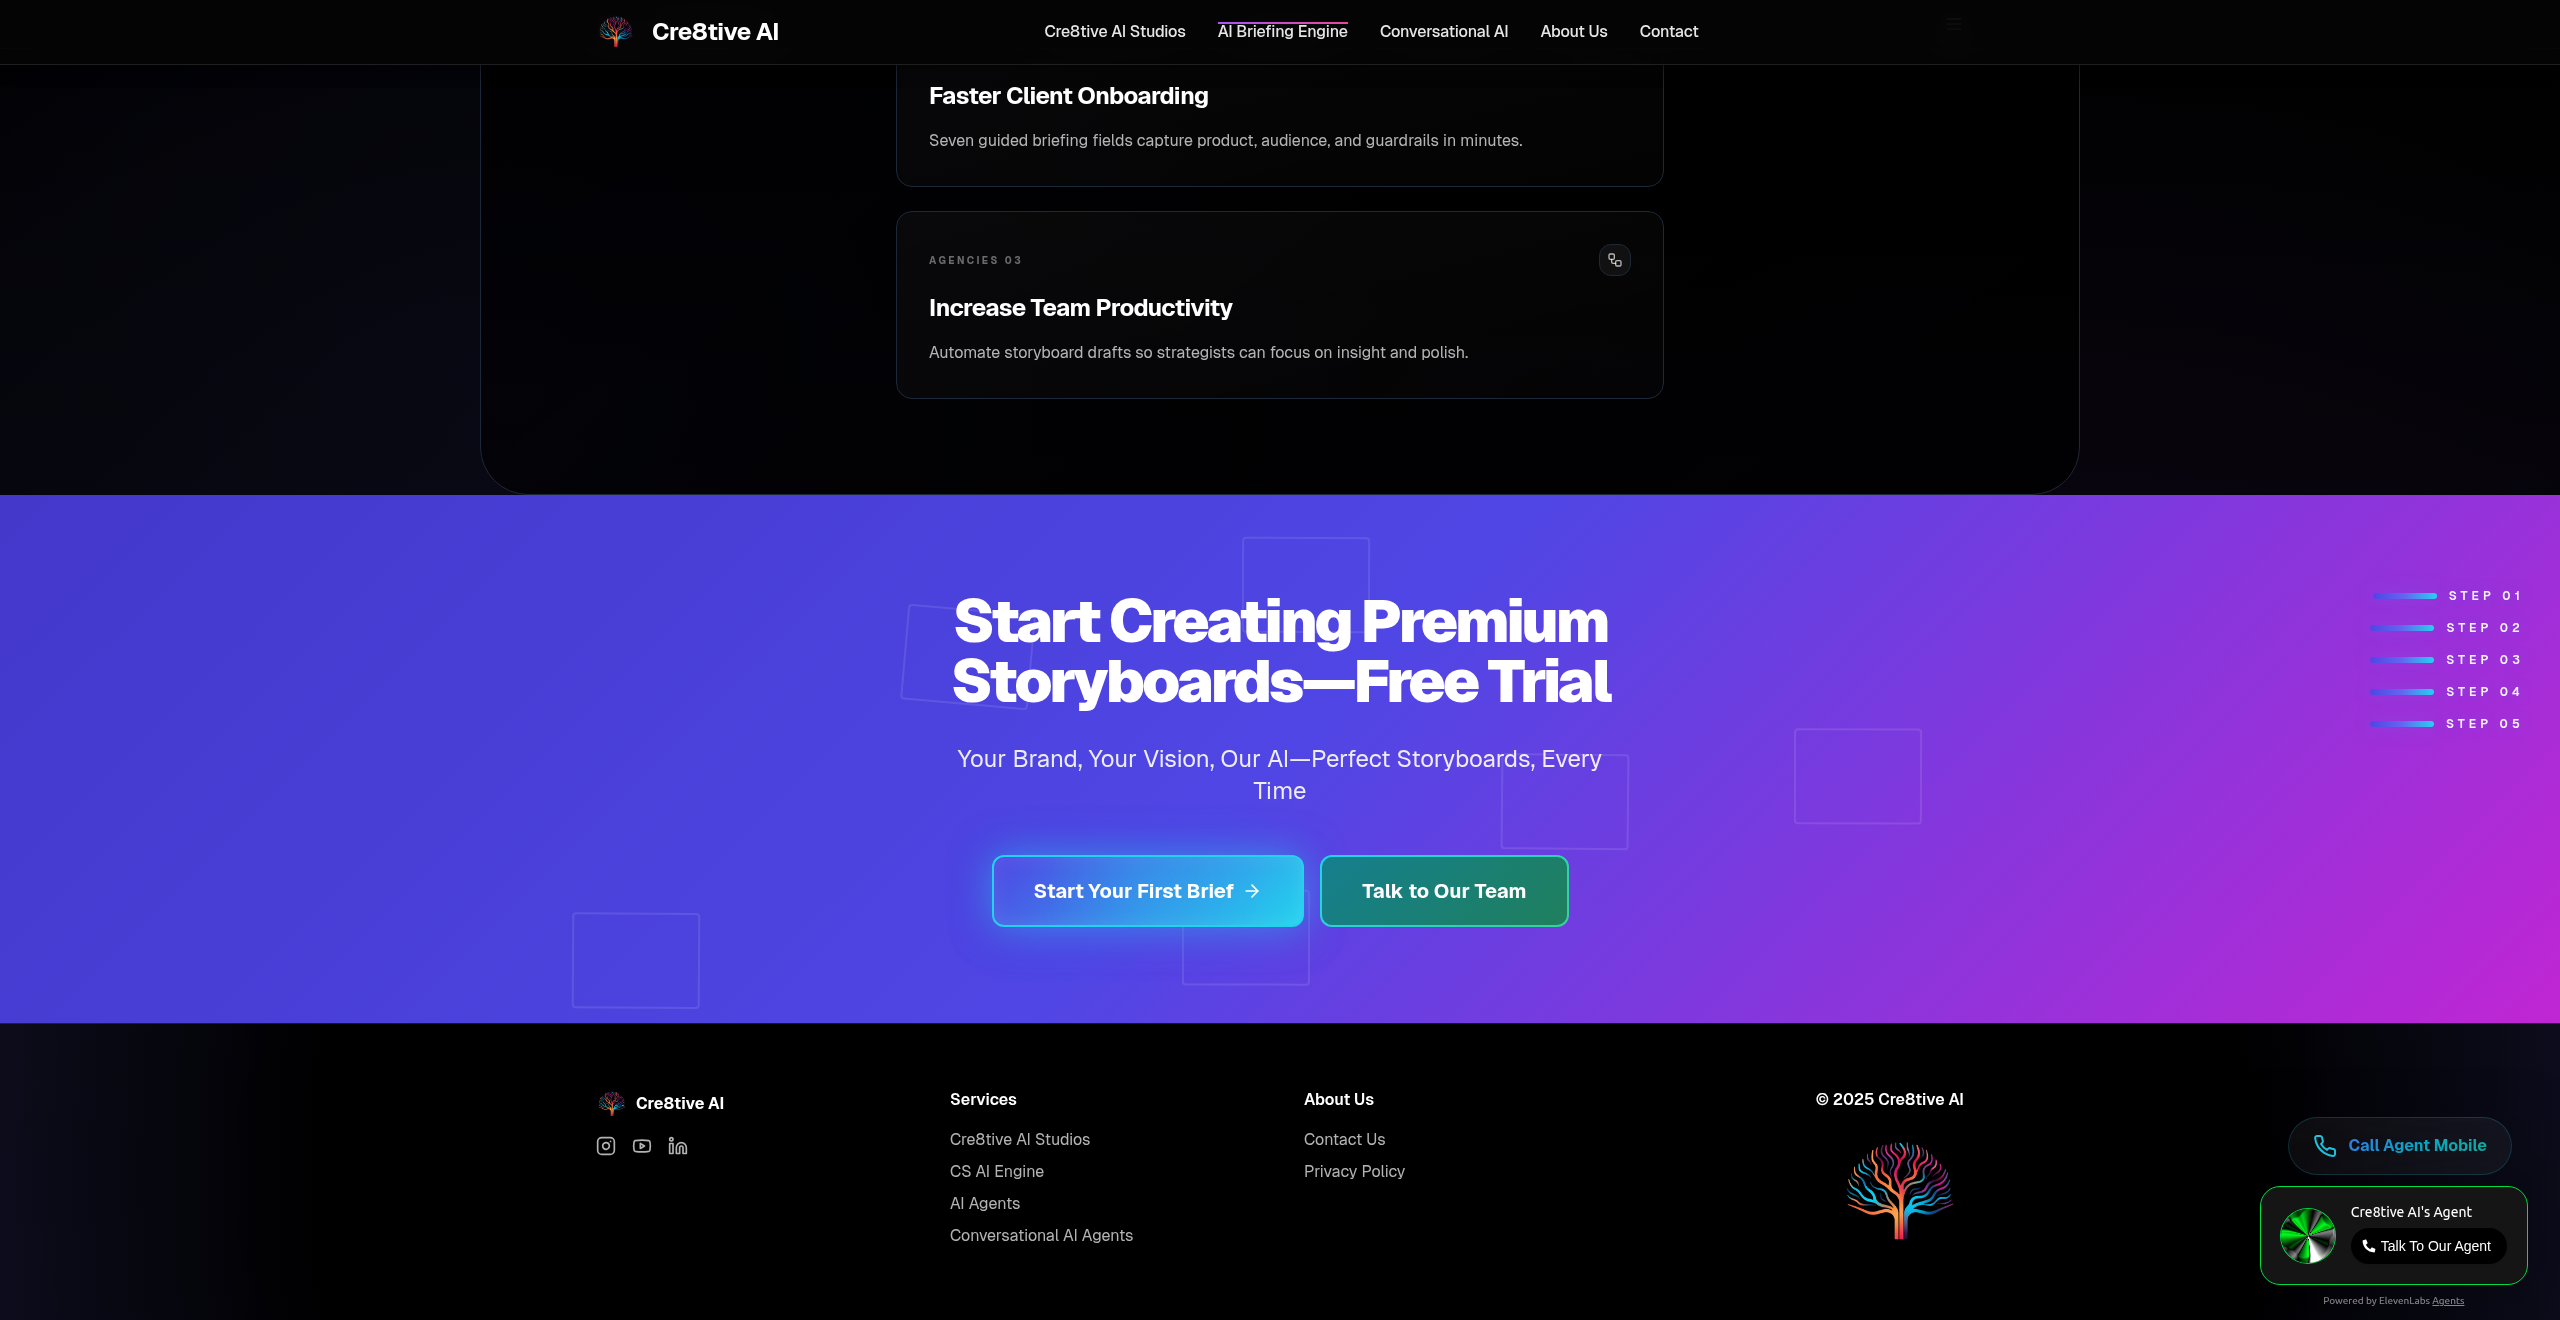 Cre8tive AI
Cre8tive AI Studios
AI Briefing Engine
Conversational AI
About Us
Contact
Faster Client Onboarding
Seven guided briefing fields capture product, audience, and guardrails in minutes.
AGENCIES 03
Increase Team Productivity
Automate storyboard drafts so strategists can focus on insight and polish.
Start Creating Premium
Storyboards—Free Trial
Your Brand, Your Vision, Our AI—Perfect Storyboards, Every
Time
Start Your First Brief
Talk to Our Team
STEP 01
STEP 02
STEP 03
STEP 04
STEP 05
Cre8tive AI
Services
Cre8tive AI Studios
CS AI Engine
AI Agents
Conversational AI Agents
About Us
Contact Us
Privacy Policy
© 2025 Cre8tive AI
Call Agent Mobile
Cre8tive AI's Agent
Talk To Our Agent
Powered by ElevenLabs Agents